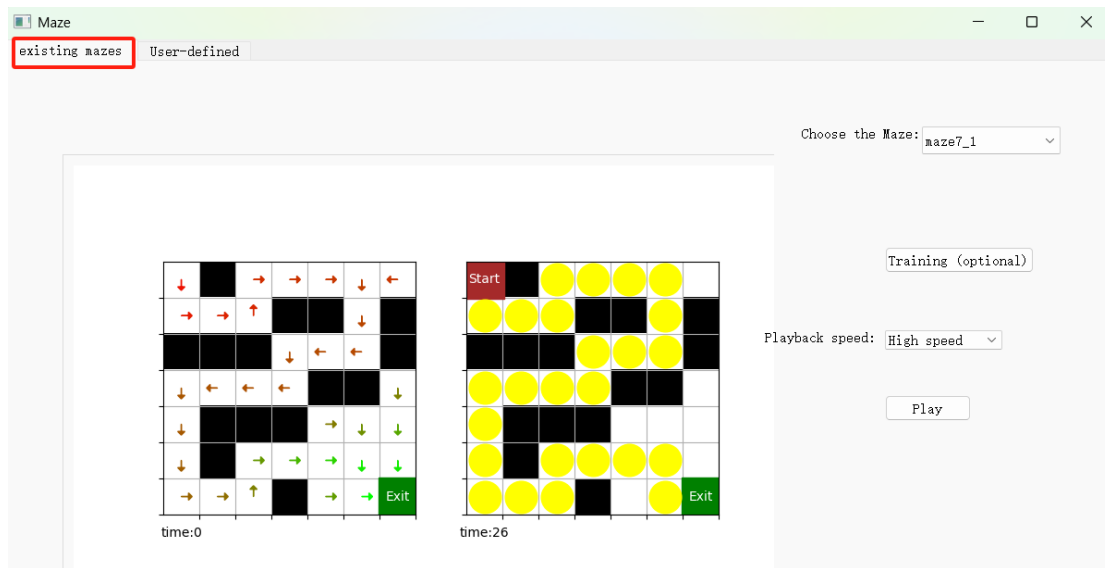 Maze
existing mazes
User-defined
Choose the Maze:
maze7_1
Training (optional)
Playback speed:
High speed
Play
Exit
time:0
Start
Exit
time:26